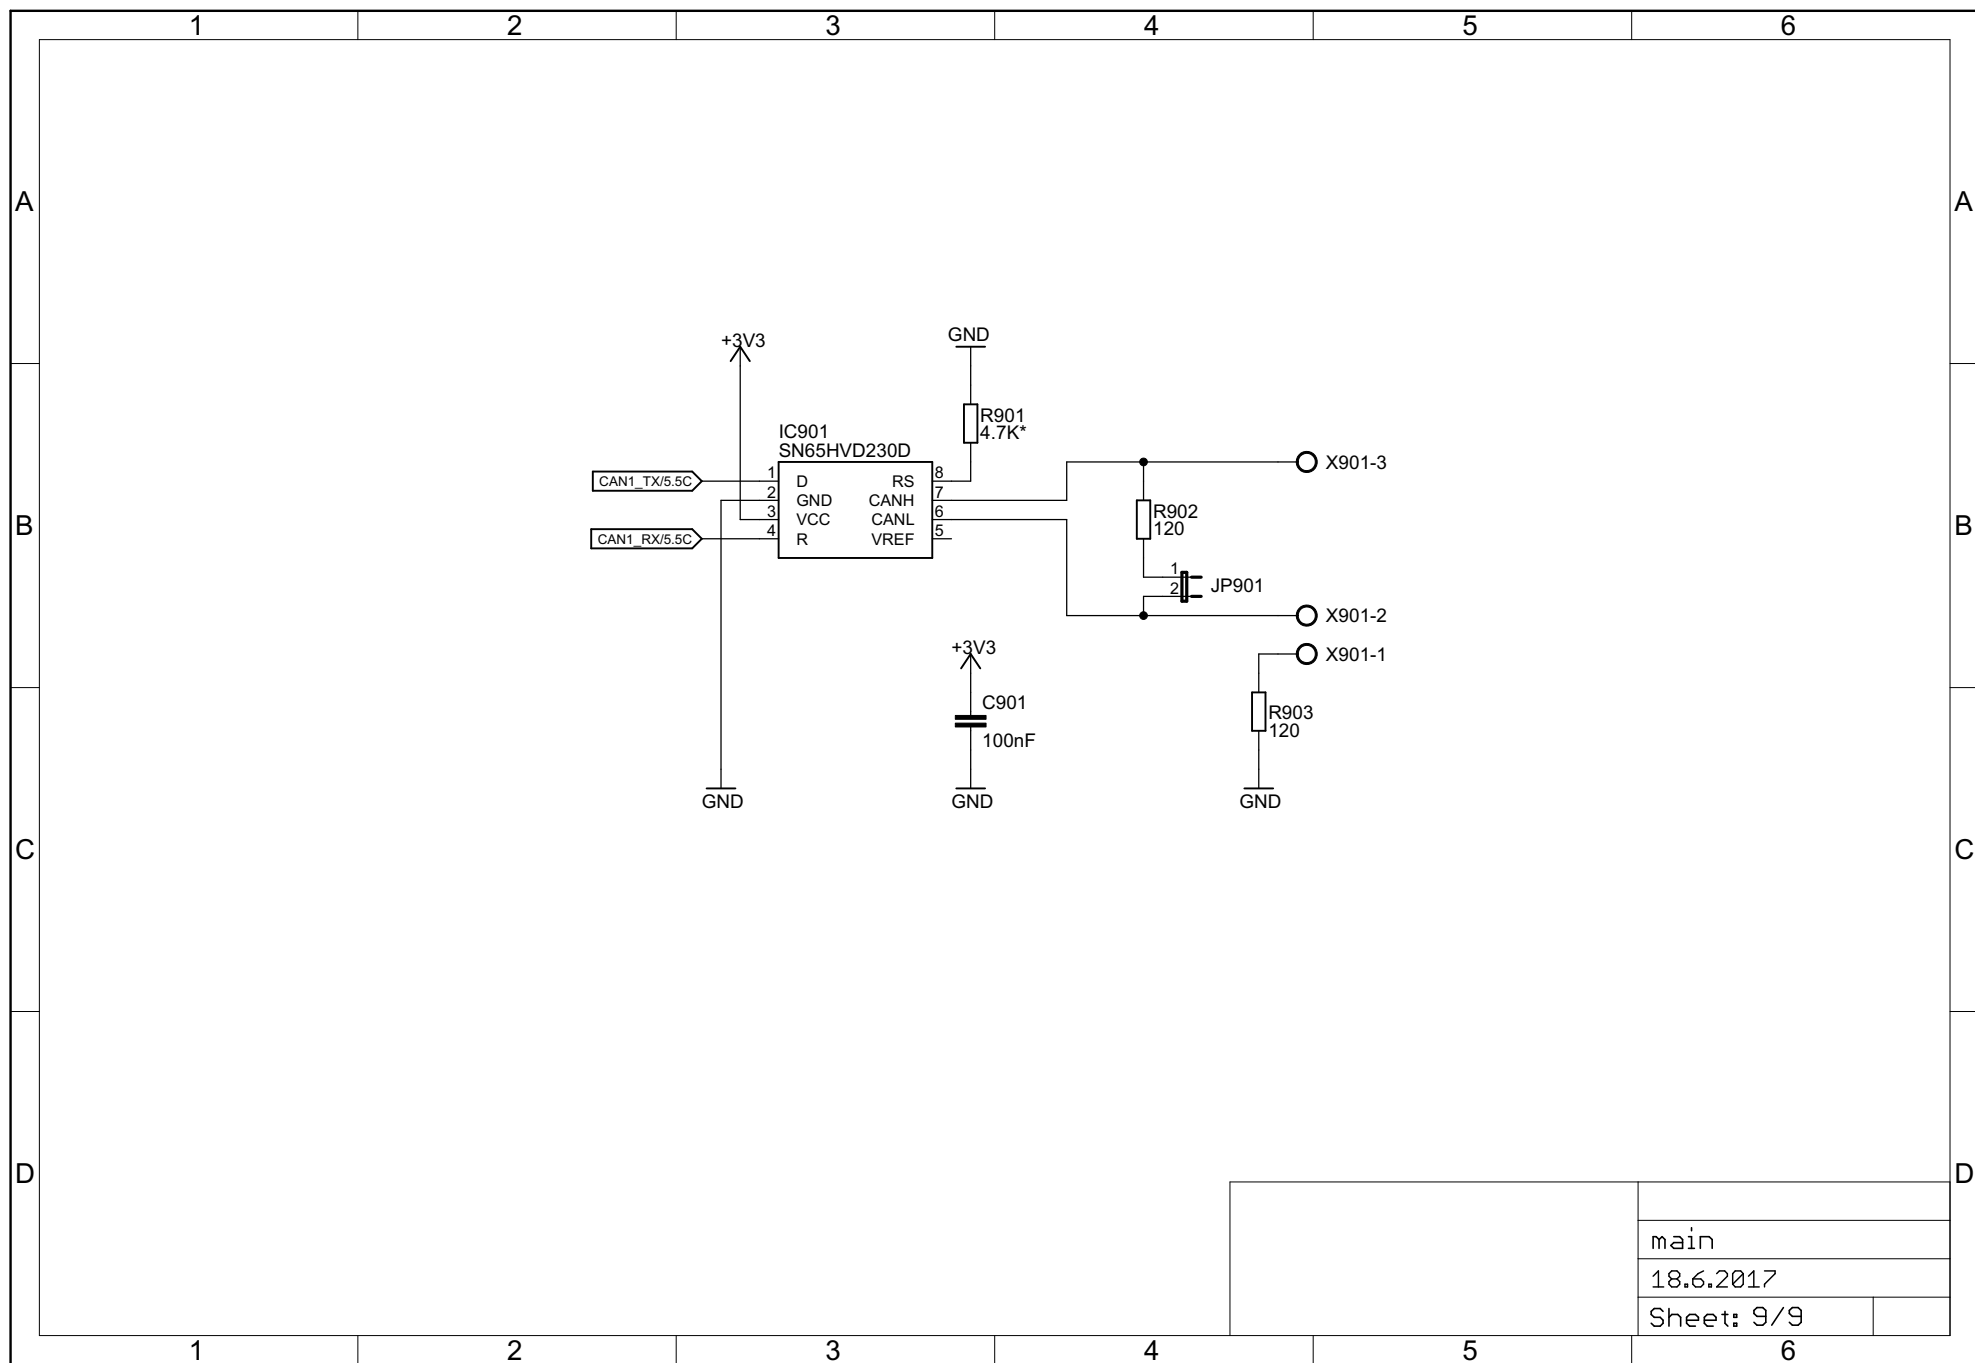 1 2 3 4 5 6
A A
+3V3
GND
R901
4.7K*
IC901
SN65HVD230D
CAN1_TX/5.5C
1 D RS 8
2 GND CANH 7
3 VCC CANL 6
4 R VREF 5
CAN1_RX/5.5C
X901-3
R902
120
B B
1
2
JP901
X901-2
X901-1
+3V3
C901
100nF
R903
120
GND GND GND
C C
D D
main
18.6.2017
Sheet: 9/9
1 2 3 4 5 6